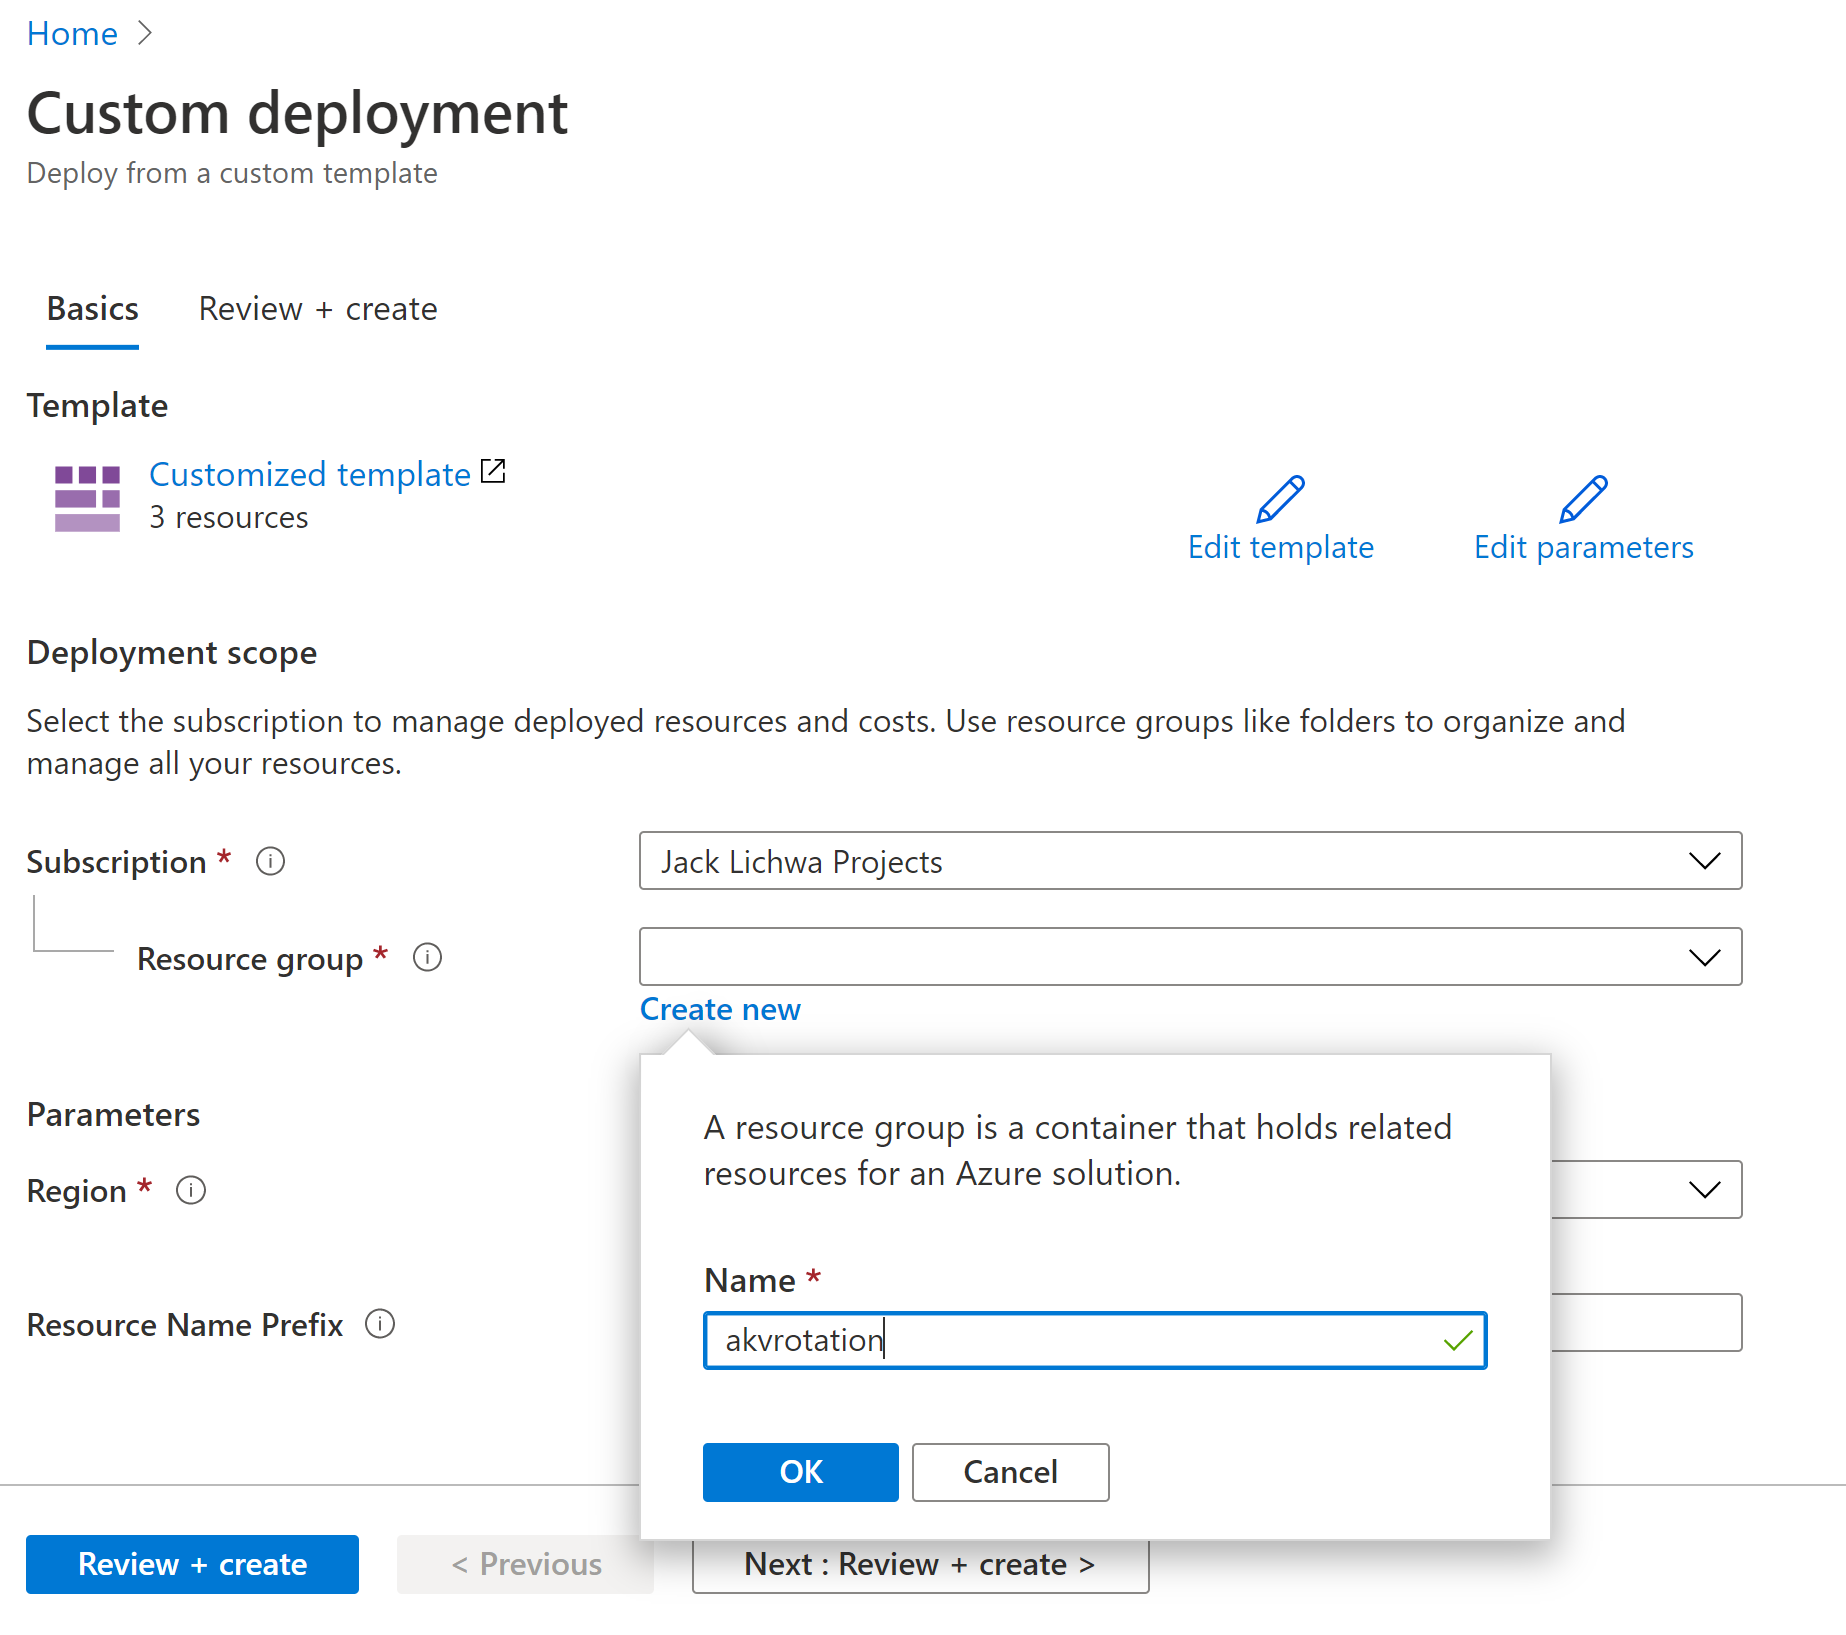 Home
Custom deployment
Deploy from a custom template
Basics
Review + create
Template
Customized template
3 resources
Edit template
Edit parameters
Deployment scope
Select the subscription to manage deployed resources and costs. Use resource groups like folders to organize and
manage all your resources.
Subscription *
Jack Lichwa Projects
Resource group *
Create new
A resource group is a container that holds related
resources for an Azure solution.
Name *
akvrotation
OK
Cancel
Parameters
Region *
Resource Name Prefix
Review + create
< Previous
Next : Review + create >